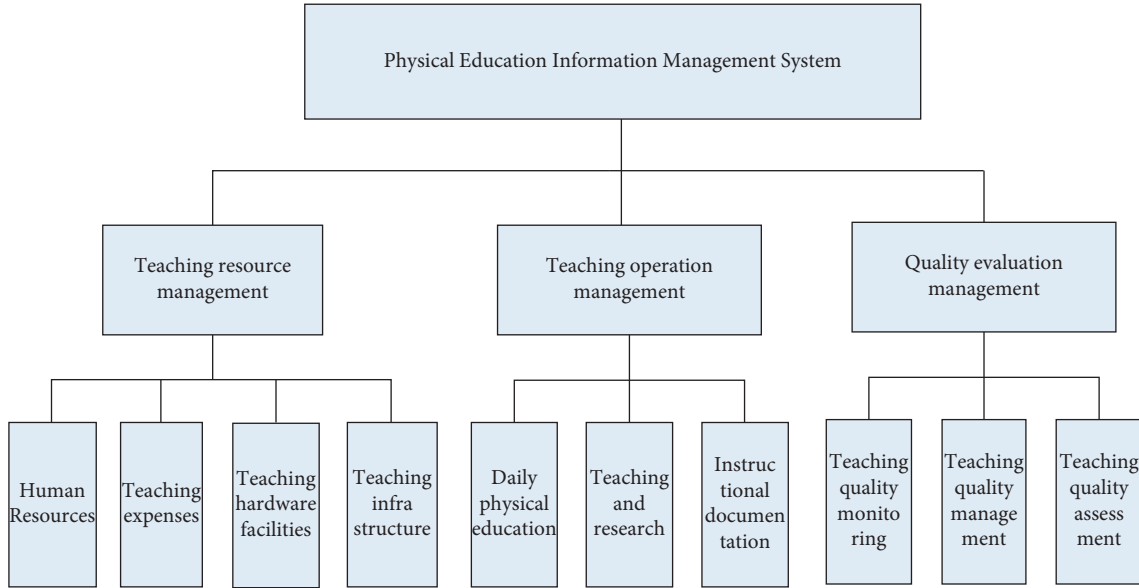 Physical Education Information Management System
Teaching resource
management
Teaching operation
management
Quality evaluation
management
Human
Resources
Teaching
expenses
Teaching
hardware
facilities
Teaching
infra
structure
Daily
physical
education
Teaching
and
research
Instruc
tional
documen
tation
Teaching
quality
monito
ring
Teaching
quality
manage
ment
Teaching
quality
assess
ment